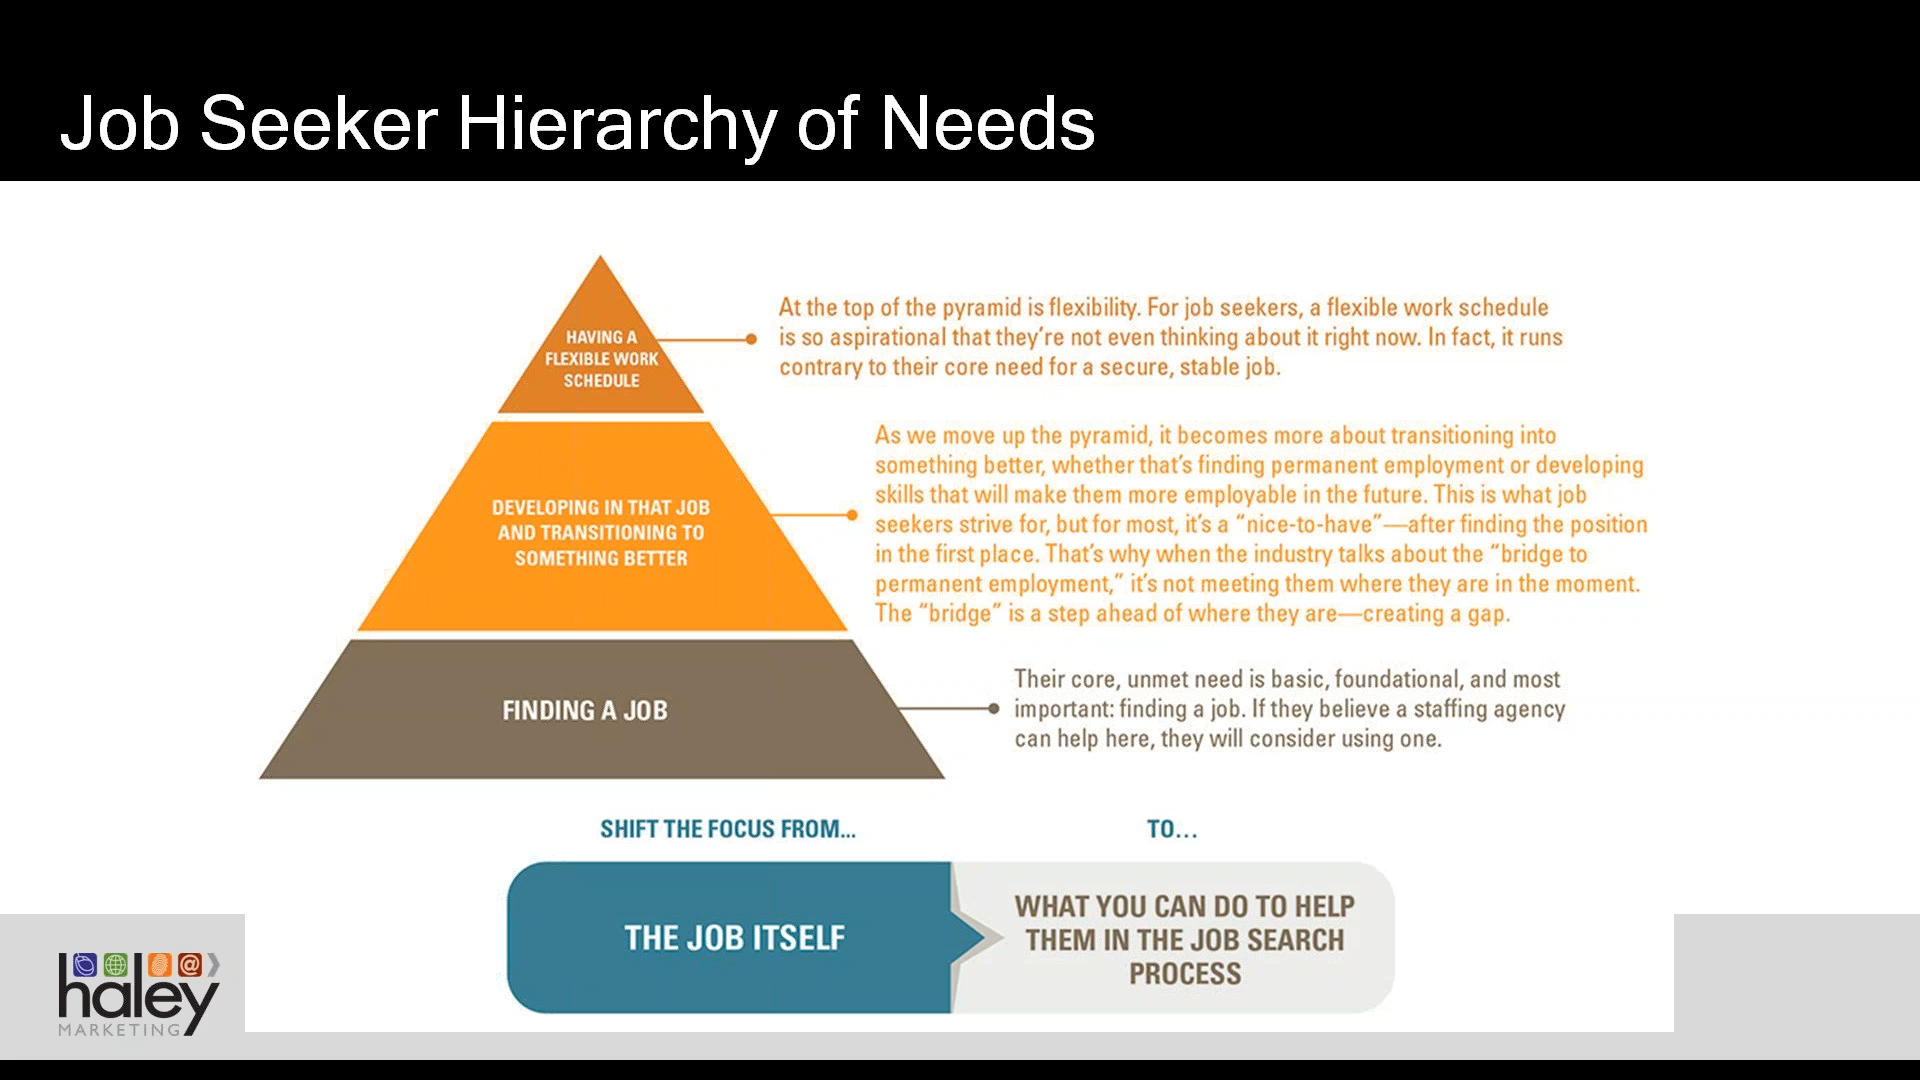 Job Seeker Hierarchy of Needs
HAVING A
FLEXIBLE WORK
SCHEDULE
At the top of the pyramid is flexibility. For job seekers, a flexible work schedule
is so aspirational that they’re not even thinking about it right now. In fact, it runs
contrary to their core need for a secure, stable job.
DEVELOPING IN THAT JOB
AND TRANSITIONING TO
SOMETHING BETTER
As we move up the pyramid, it becomes more about transitioning into
something better, whether that’s finding permanent employment or developing
skills that will make them more employable in the future. This is what job
seekers strive for, but for most, it’s a “nice-to-have”—after finding the position
in the first place. That’s why when the industry talks about the “bridge to
permanent employment,” it’s not meeting them where they are in the moment.
The “bridge” is a step ahead of where they are—creating a gap.
FINDING A JOB
Their core, unmet need is basic, foundational, and most
important: finding a job. If they believe a staffing agency
can help here, they will consider using one.
SHIFT THE FOCUS FROM...
TO...
THE JOB ITSELF
WHAT YOU CAN DO TO HELP
THEM IN THE JOB SEARCH
PROCESS
haley
MARKETING